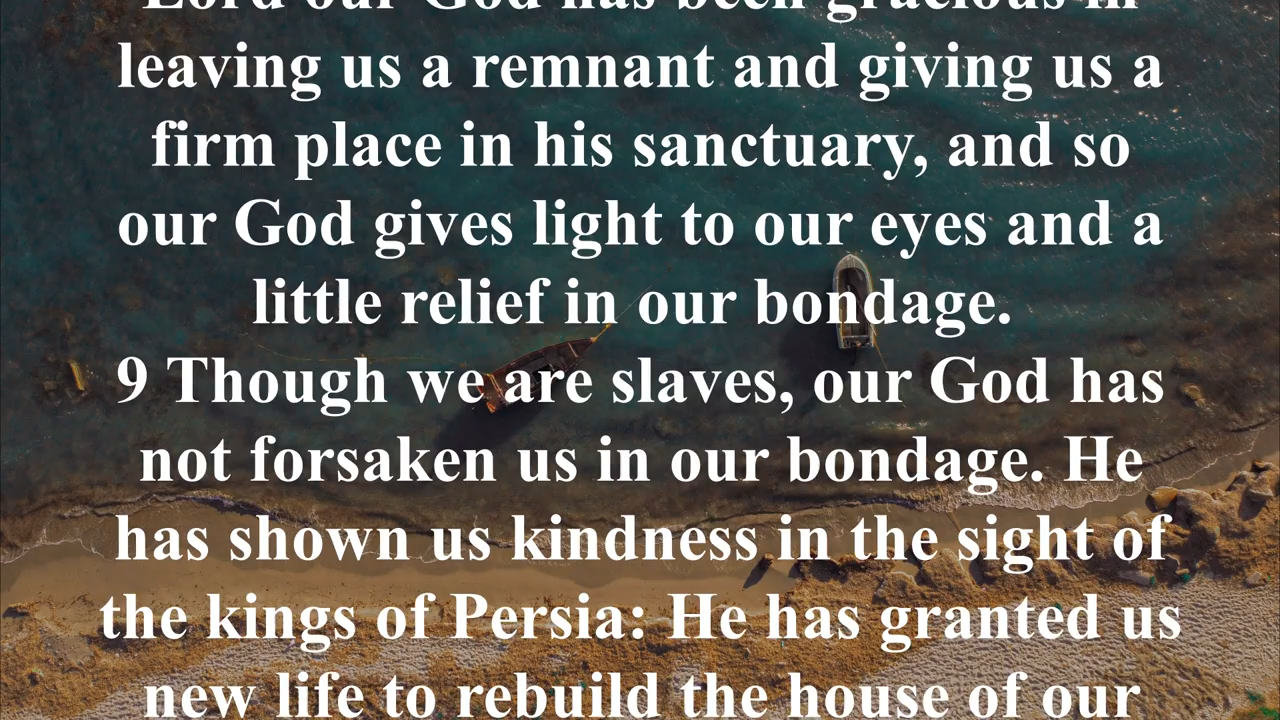 Lord our God has been gracious in
leaving us a remnant and giving us a
firm place in his sanctuary, and so
our God gives light to our eyes and a
little relief in our bondage.
9 Though we are slaves, our God has
not forsaken us in our bondage. He
has shown us kindness in the sight of
the kings of Persia: He has granted us
new life to rebuild the house of our